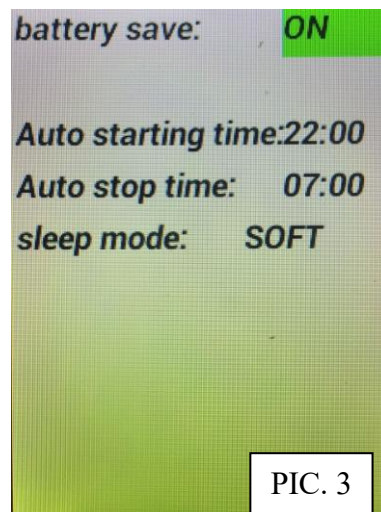 battery save: ON
Auto starting time:22:00
Auto stop time: 07:00
sleep mode: SOFT
PIC. 3